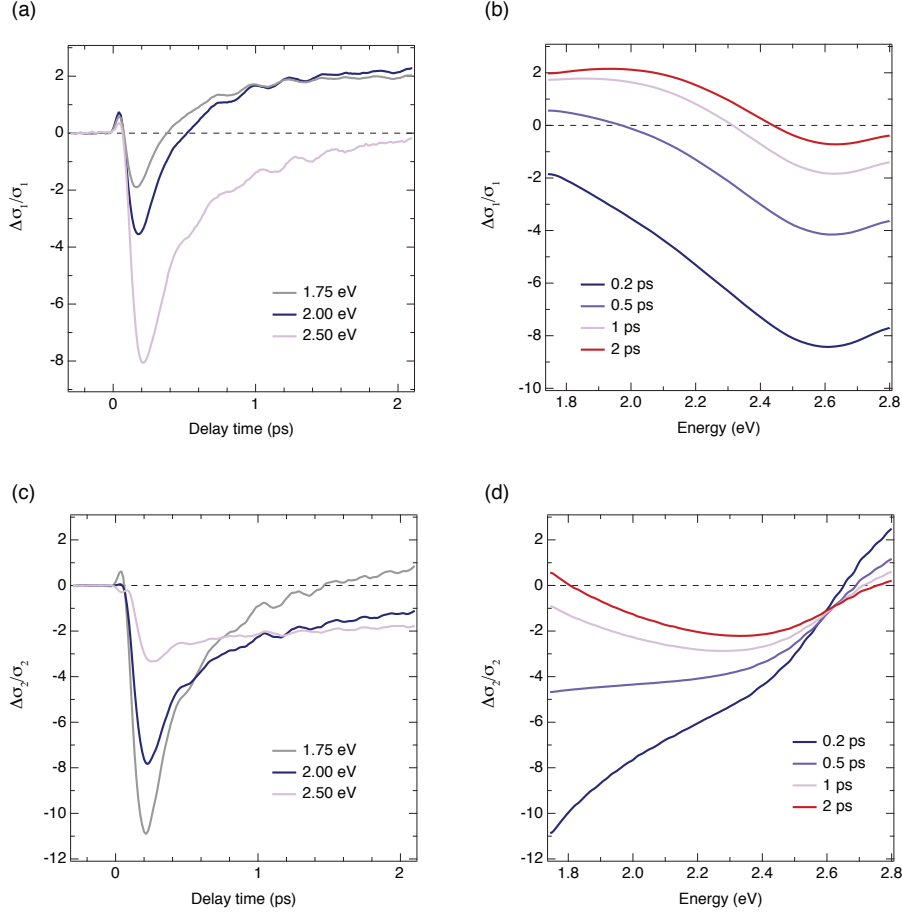 (a)
2
0
-2
-4
-6
-8
Δσ₁/σ₁
1.75 eV
2.00 eV
2.50 eV
0
1
2
Delay time (ps)
(b)
2
0
-2
-4
-6
-8
-10
Δσ₁/σ₁
0.2 ps
0.5 ps
1 ps
2 ps
1.8
2.0
2.2
2.4
2.6
2.8
Energy (eV)
(c)
2
0
-2
-4
-6
-8
-10
-12
Δσ₂/σ₂
1.75 eV
2.00 eV
2.50 eV
0
1
2
Delay time (ps)
(d)
2
0
-2
-4
-6
-8
-10
-12
Δσ₂/σ₂
0.2 ps
0.5 ps
1 ps
2 ps
1.8
2.0
2.2
2.4
2.6
2.8
Energy (eV)